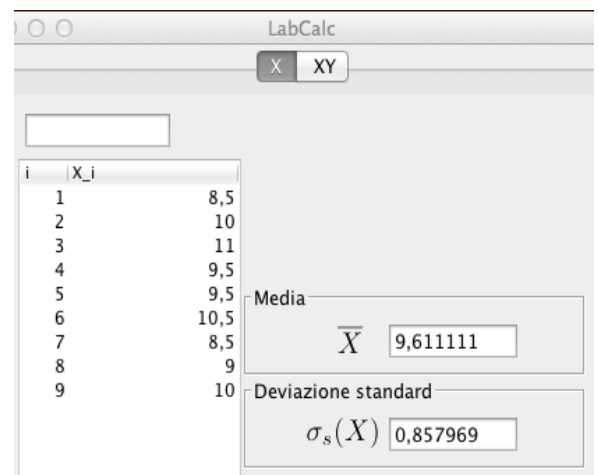 LabCalc
X XY
i X_i
1 8,5
2 10
3 11
4 9,5
5 9,5
6 10,5
7 8,5
8 9
9 10
Media
X̅ 9,611111
Deviazione standard
σₛ(X) 0,857969